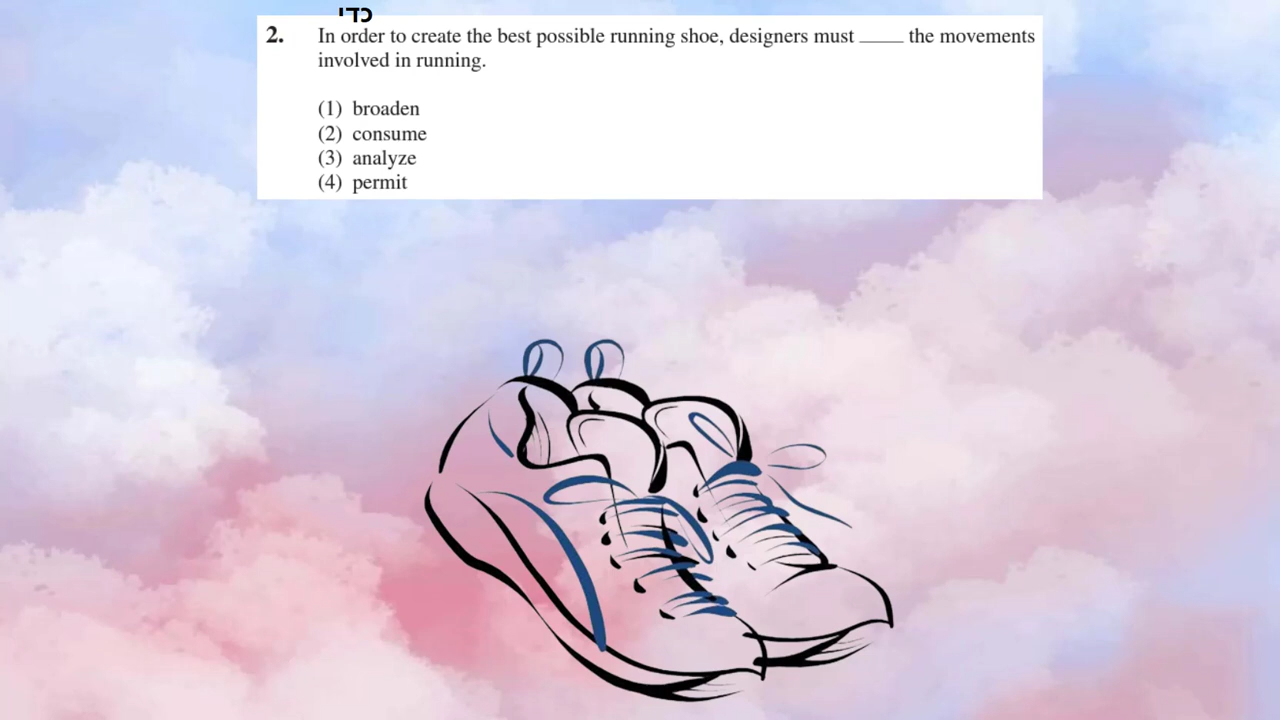 כדי
2. In order to create the best possible running shoe, designers must ____ the movements
involved in running.
(1) broaden
(2) consume
(3) analyze
(4) permit